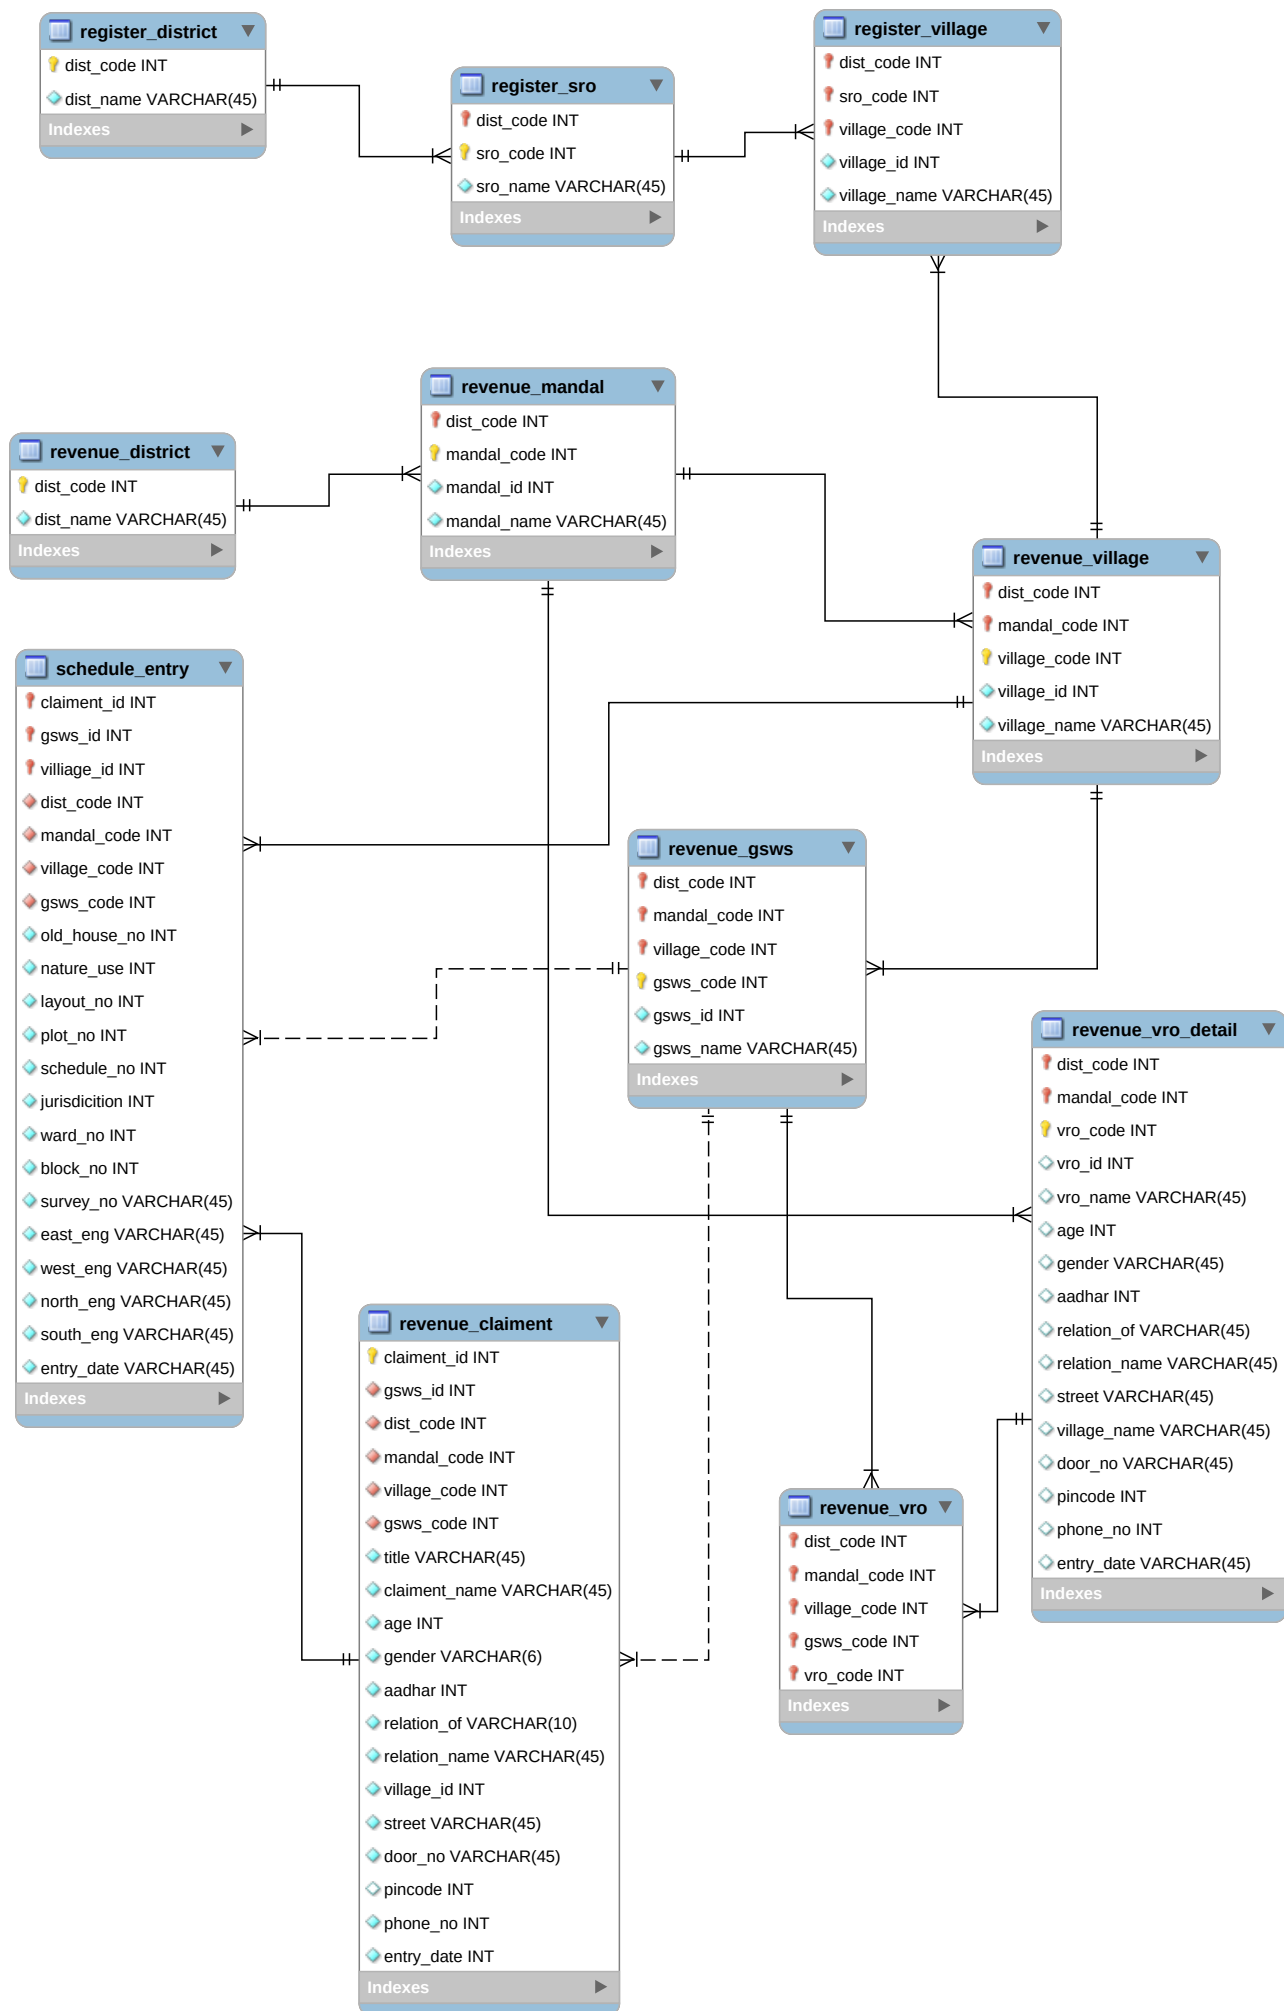 register_district
dist_code INT
dist_name VARCHAR(45)
Indexes
register_sro
dist_code INT
sro_code INT
sro_name VARCHAR(45)
Indexes
register_village
dist_code INT
sro_code INT
village_code INT
village_id INT
village_name VARCHAR(45)
Indexes
revenue_district
dist_code INT
dist_name VARCHAR(45)
Indexes
revenue_mandal
dist_code INT
mandal_code INT
mandal_id INT
mandal_name VARCHAR(45)
Indexes
revenue_village
dist_code INT
mandal_code INT
village_code INT
village_id INT
village_name VARCHAR(45)
Indexes
schedule_entry
claiment_id INT
gsws_id INT
villiage_id INT
dist_code INT
mandal_code INT
village_code INT
gsws_code INT
old_house_no INT
nature_use INT
layout_no INT
plot_no INT
schedule_no INT
jurisdicition INT
ward_no INT
block_no INT
survey_no VARCHAR(45)
east_eng VARCHAR(45)
west_eng VARCHAR(45)
north_eng VARCHAR(45)
south_eng VARCHAR(45)
entry_date VARCHAR(45)
Indexes
revenue_gsws
dist_code INT
mandal_code INT
village_code INT
gsws_code INT
gsws_id INT
gsws_name VARCHAR(45)
Indexes
revenue_vro_detail
dist_code INT
mandal_code INT
vro_code INT
vro_id INT
vro_name VARCHAR(45)
age INT
gender VARCHAR(45)
aadhar INT
relation_of VARCHAR(45)
relation_name VARCHAR(45)
street VARCHAR(45)
village_name VARCHAR(45)
door_no VARCHAR(45)
pincode INT
phone_no INT
entry_date VARCHAR(45)
Indexes
revenue_claiment
claiment_id INT
gsws_id INT
dist_code INT
mandal_code INT
village_code INT
gsws_code INT
title VARCHAR(45)
claiment_name VARCHAR(45)
age INT
gender VARCHAR(6)
aadhar INT
relation_of VARCHAR(10)
relation_name VARCHAR(45)
village_id INT
street VARCHAR(45)
door_no VARCHAR(45)
pincode INT
phone_no INT
entry_date INT
Indexes
revenue_vro
dist_code INT
mandal_code INT
village_code INT
gsws_code INT
vro_code INT
Indexes